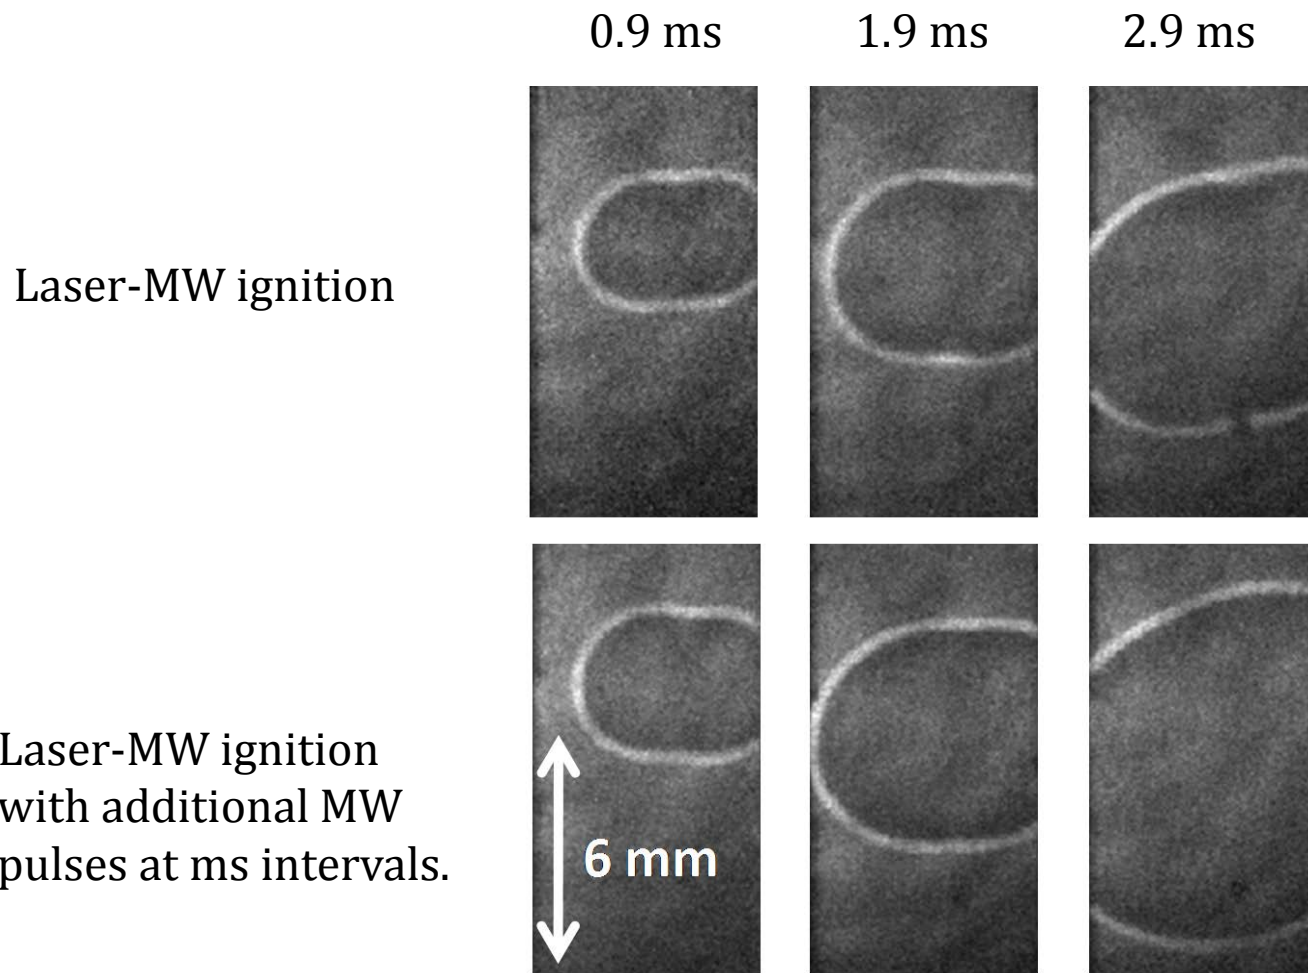 0.9 ms 1.9 ms 2.9 ms
Laser-MW ignition
Laser-MW ignition
with additional MW
pulses at ms intervals.
6 mm